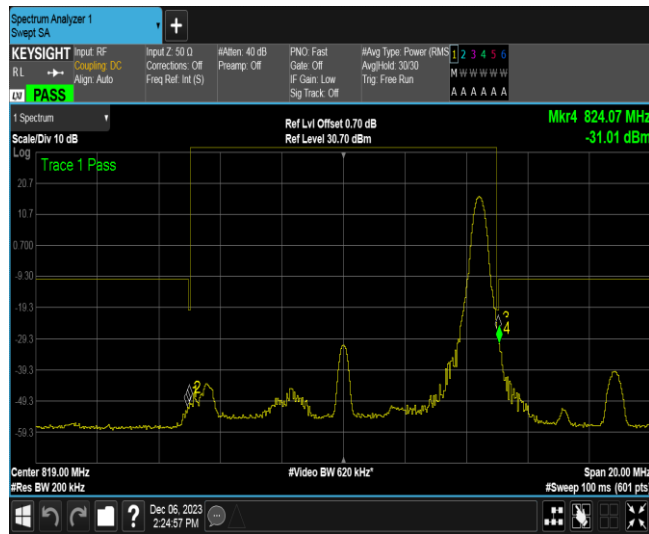 Spectrum Analyzer 1
Swept SA
+
KEYSIGHT
RL
LXI PASS
Input: RF
Coupling: DC
Align: Auto
Input Z: 50 Ω
Corrections: Off
Freq Ref: Int (S)
#Atten: 40 dB
Preamp: Off
PNO: Fast
Gate: Off
IF Gain: Low
Sig Track: Off
#Avg Type: Power (RMS
Avg|Hold: 30/30
Trig: Free Run
1 2 3 4 5 6
M W W W W W
A A A A A A
1 Spectrum
Scale/Div 10 dB
Ref Lvl Offset 0.70 dB
Ref Level 30.70 dBm
Mkr4 824.07 MHz
-31.01 dBm
Log
Trace 1 Pass
20.7
10.7
0.700
-9.30
-19.3
-29.3
-39.3
-49.3
-59.3
2
3
4
Center 819.00 MHz
#Res BW 200 kHz
#Video BW 620 kHz*
Span 20.00 MHz
#Sweep 100 ms (601 pts)
?
Dec 06, 2023
2:24:57 PM